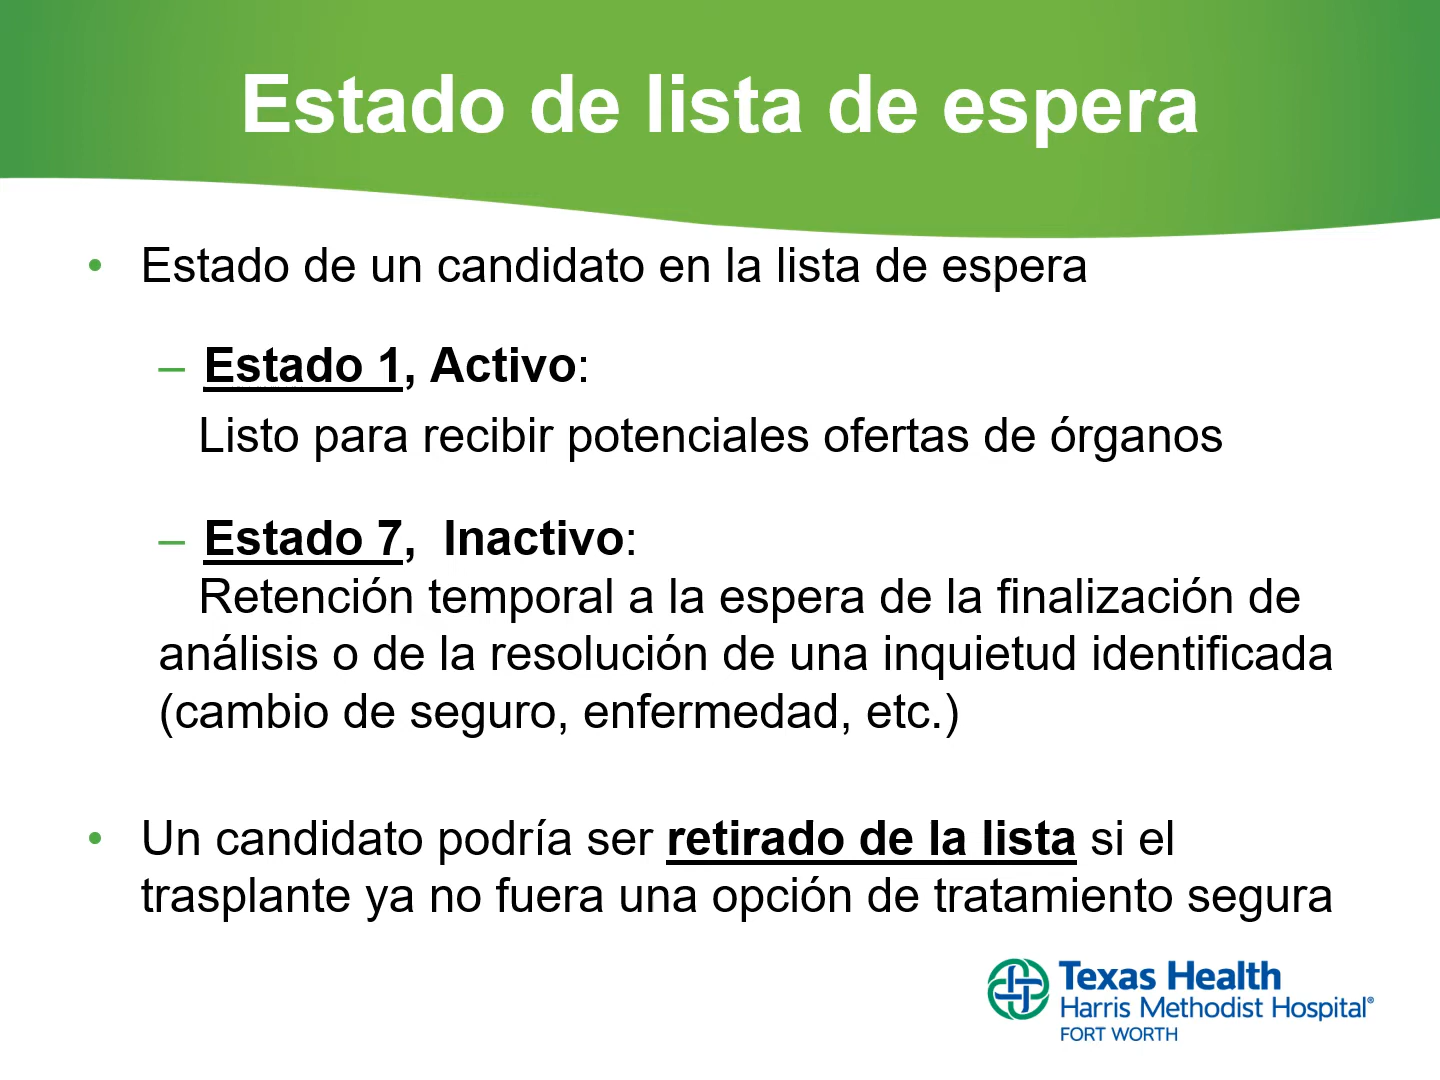 Estado de lista de espera
• Estado de un candidato en la lista de espera
– Estado 1, Activo:
Listo para recibir potenciales ofertas de órganos
– Estado 7,  Inactivo:
Retención temporal a la espera de la finalización de
análisis o de la resolución de una inquietud identificada
(cambio de seguro, enfermedad, etc.)
• Un candidato podría ser retirado de la lista si el
trasplante ya no fuera una opción de tratamiento segura
Texas Health
Harris Methodist Hospital®
FORT WORTH